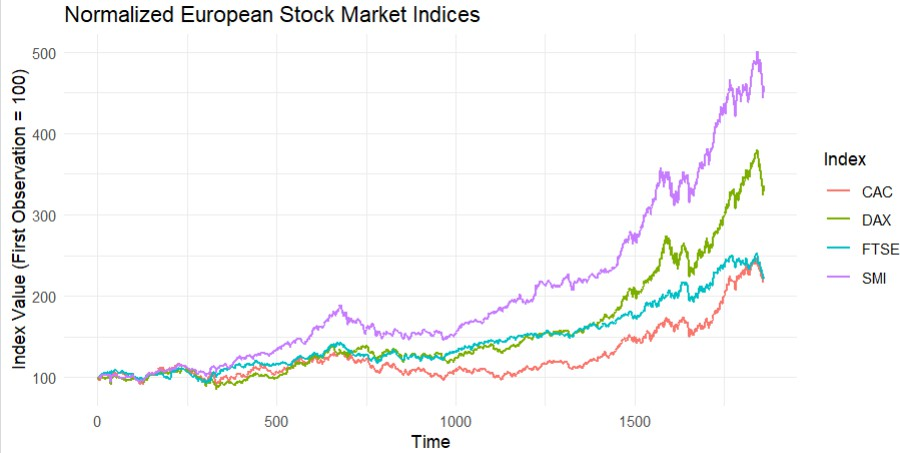 Normalized European Stock Market Indices
Index Value (First Observation = 100)
500
400
300
200
100
0
500
1000
1500
Time
Index
CAC
DAX
FTSE
SMI